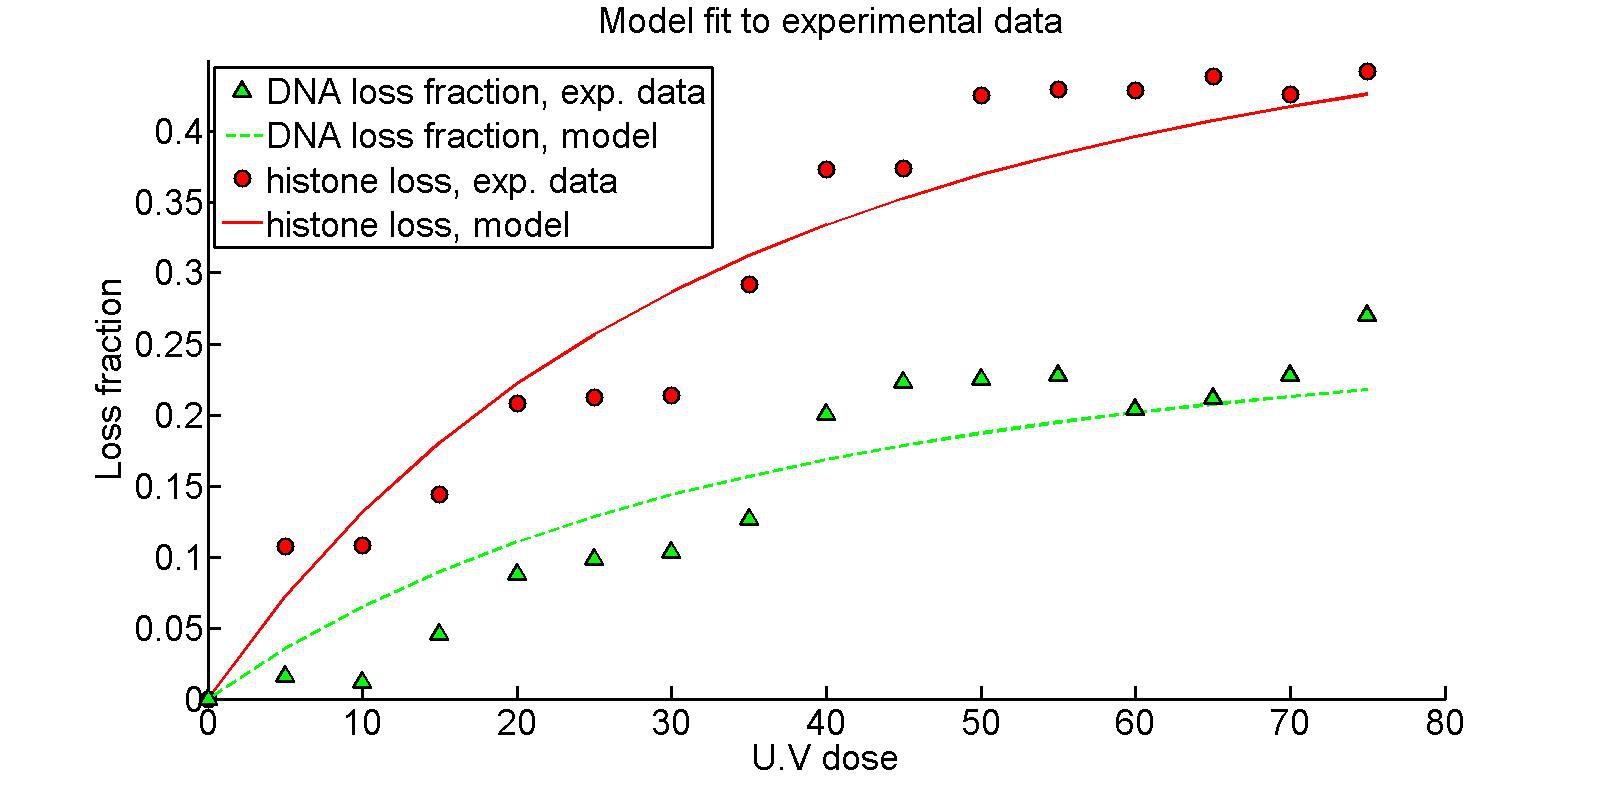 Model fit to experimental data
DNA loss fraction, exp. data
DNA loss fraction, model
histone loss, exp. data
histone loss, model
Loss fraction
0.4
0.35
0.3
0.25
0.2
0.15
0.1
0.05
0
0 10 20 30 40 50 60 70 80
U.V dose